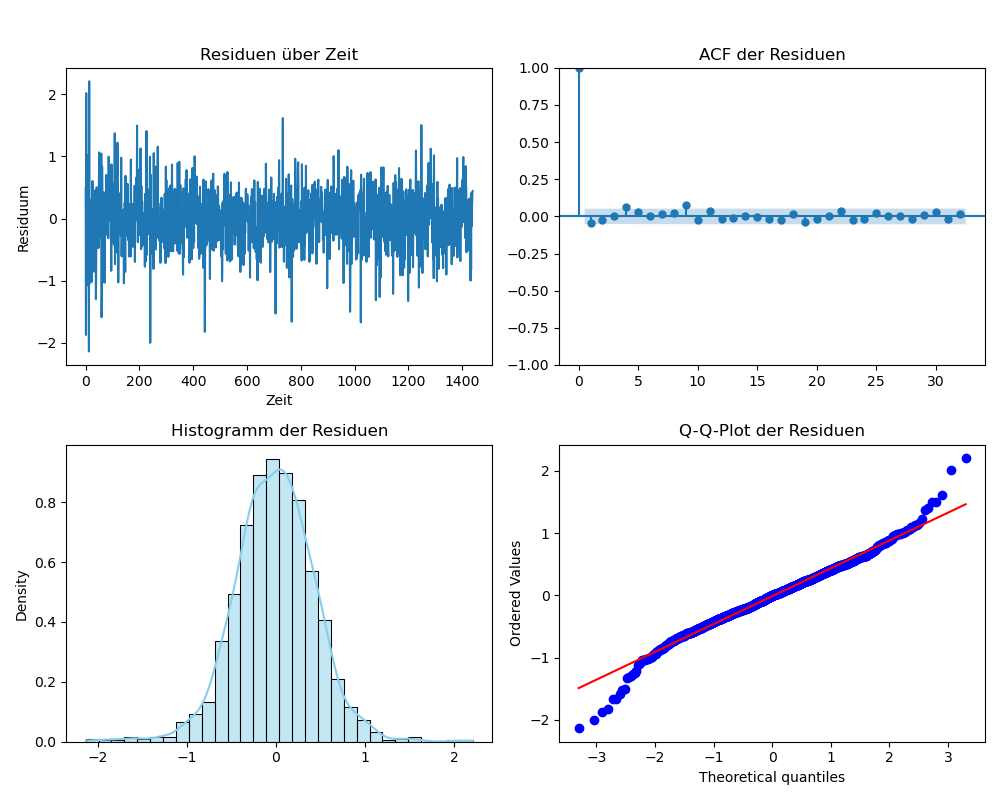 Residuen über Zeit
Residuum
2
1
0
−1
−2
0 200 400 600 800 1000 1200 1400
Zeit
ACF der Residuen
1.00
0.75
0.50
0.25
0.00
−0.25
−0.50
−0.75
−1.00
0 5 10 15 20 25 30
Histogramm der Residuen
Density
0.8
0.6
0.4
0.2
0.0
−2 −1 0 1 2
Q-Q-Plot der Residuen
Ordered Values
2
1
0
−1
−2
−3 −2 −1 0 1 2 3
Theoretical quantiles